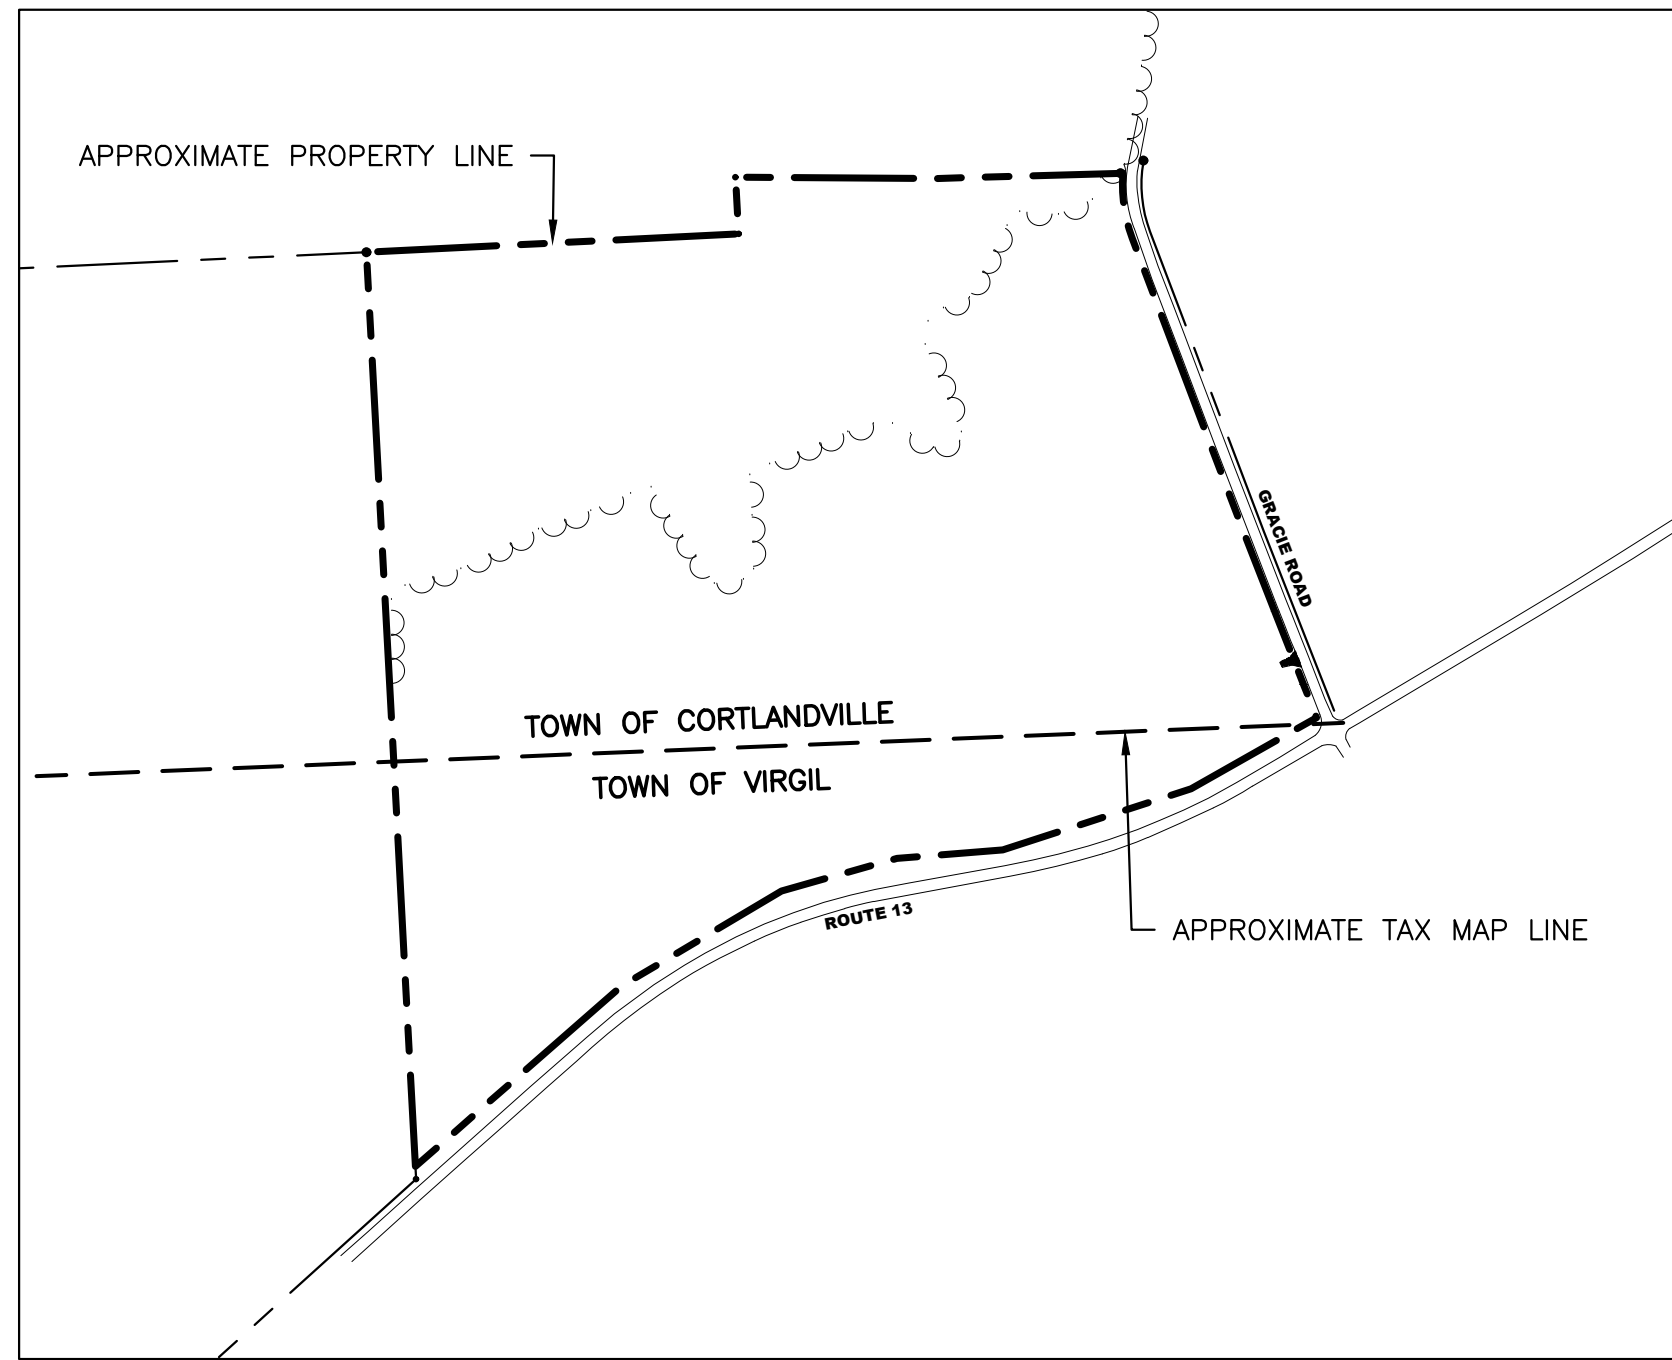 APPROXIMATE PROPERTY LINE
GRACIE ROAD
TOWN OF CORTLANDVILLE
TOWN OF VIRGIL
ROUTE 13
APPROXIMATE TAX MAP LINE